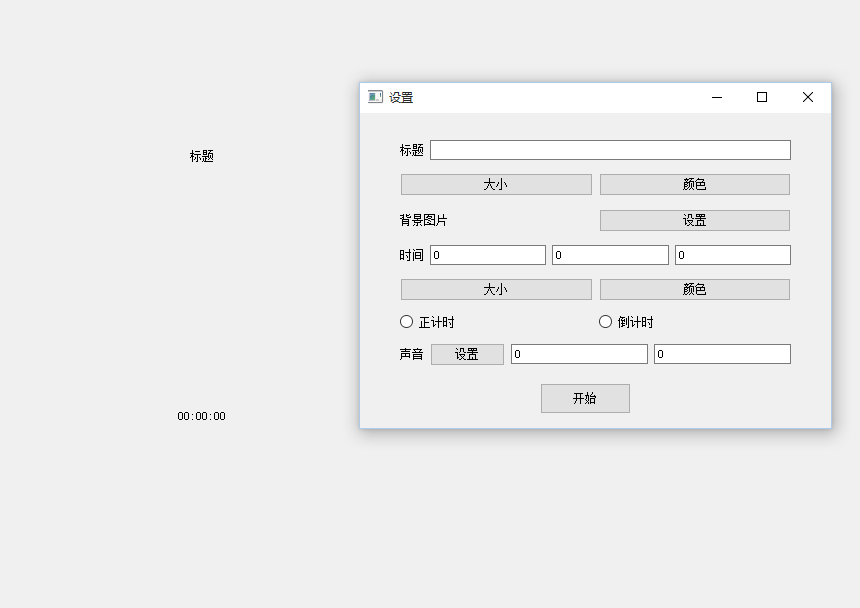 标题
00:00:00
设置
标题
大小 颜色
背景图片 设置
时间 0 0 0
大小 颜色
正计时 倒计时
声音 设置 0 0
开始